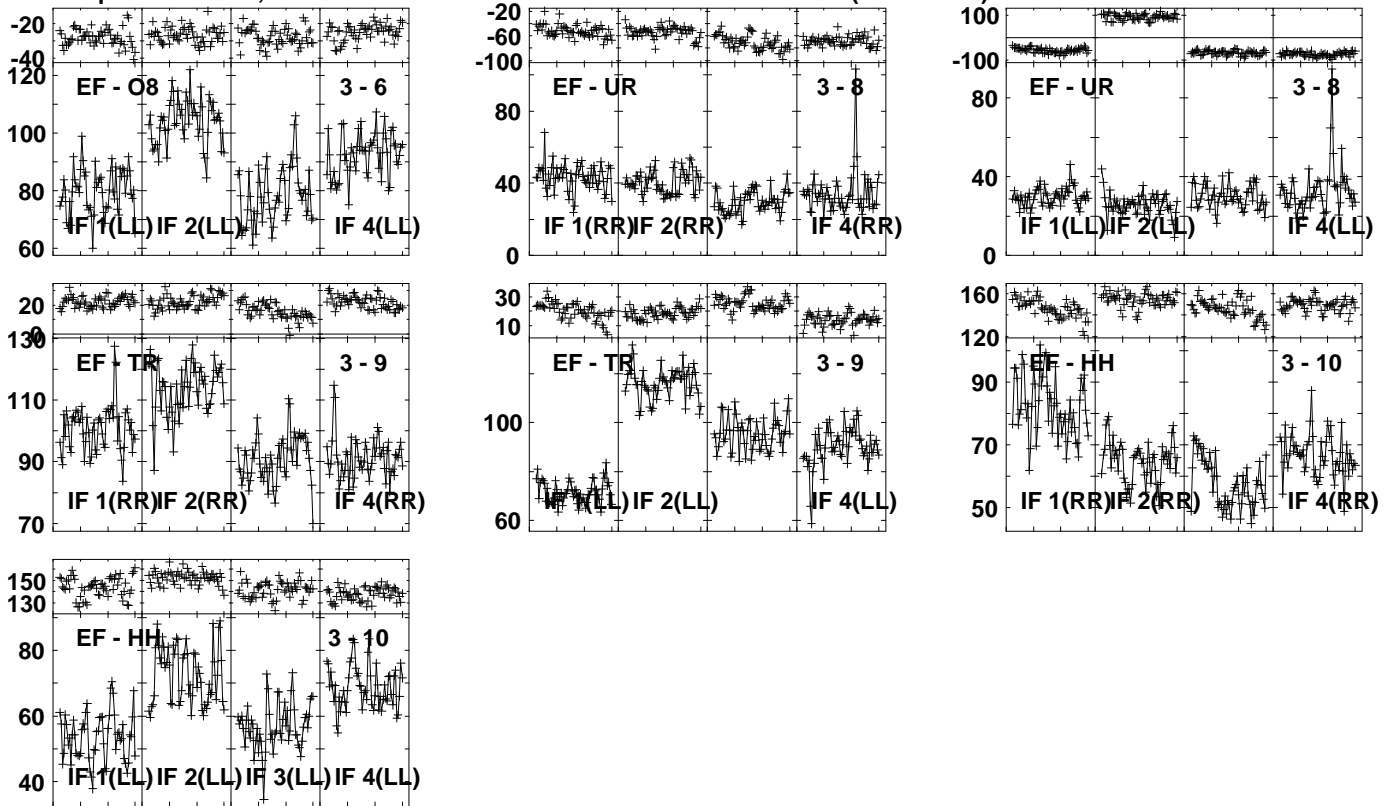 -20
-40
120
100
80
60
EF - O8
3 - 6
IF 1(LL) IF 2(LL) IF 4(LL)
-20
-60
-100
80
40
0
EF - UR
3 - 8
IF 1(RR) IF 2(RR) IF 4(RR)
100
-100
80
40
0
EF - UR
3 - 8
IF 1(LL) IF 2(LL) IF 4(LL)
20
0
130
110
90
70
EF - TR
3 - 9
IF 1(RR) IF 2(RR) IF 4(RR)
30
10
100
60
EF - TR
3 - 9
IF 1(LL) IF 2(LL) IF 4(LL)
160
120
90
70
50
EF - HH
3 - 10
IF 1(RR) IF 2(RR) IF 4(RR)
150
130
80
60
40
EF - HH
3 - 10
IF 1(LL) IF 2(LL) IF 3(LL) IF 4(LL)